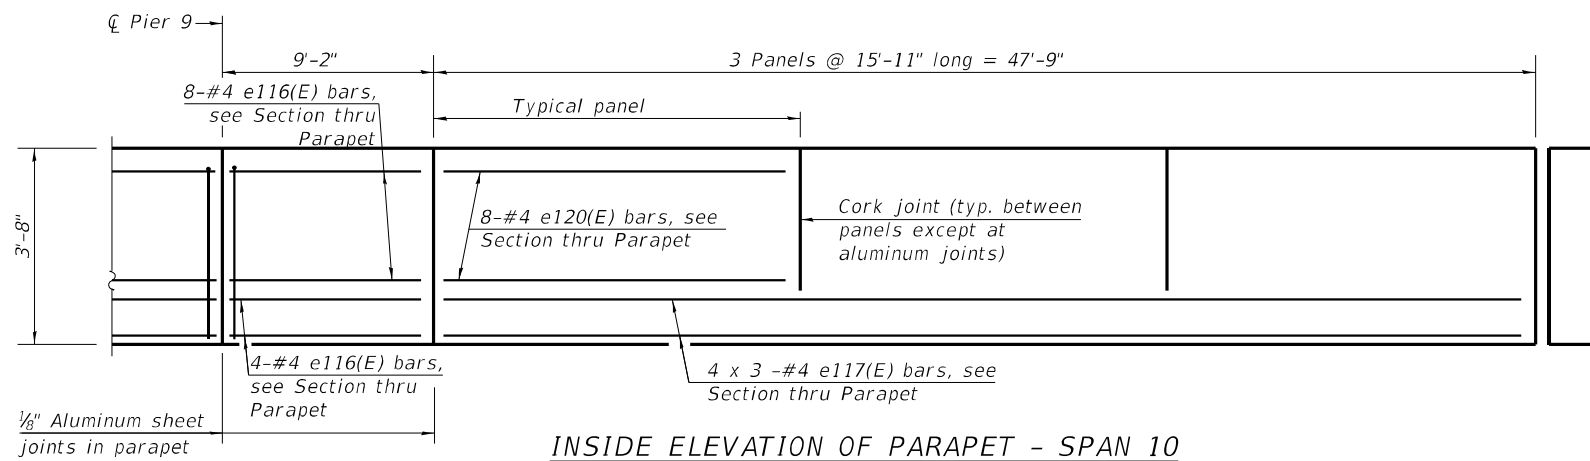 ℄ Pier 9
9'-2"
3 Panels @ 15'-11" long = 47'-9"
8-#4 e116(E) bars,
see Section thru
Parapet
Typical panel
3'-8"
8-#4 e120(E) bars, see
Section thru Parapet
Cork joint (typ. between
panels except at
aluminum joints)
4-#4 e116(E) bars,
see Section thru
Parapet
4 x 3 -#4 e117(E) bars, see
Section thru Parapet
⅛" Aluminum sheet
joints in parapet
INSIDE ELEVATION OF PARAPET - SPAN 10